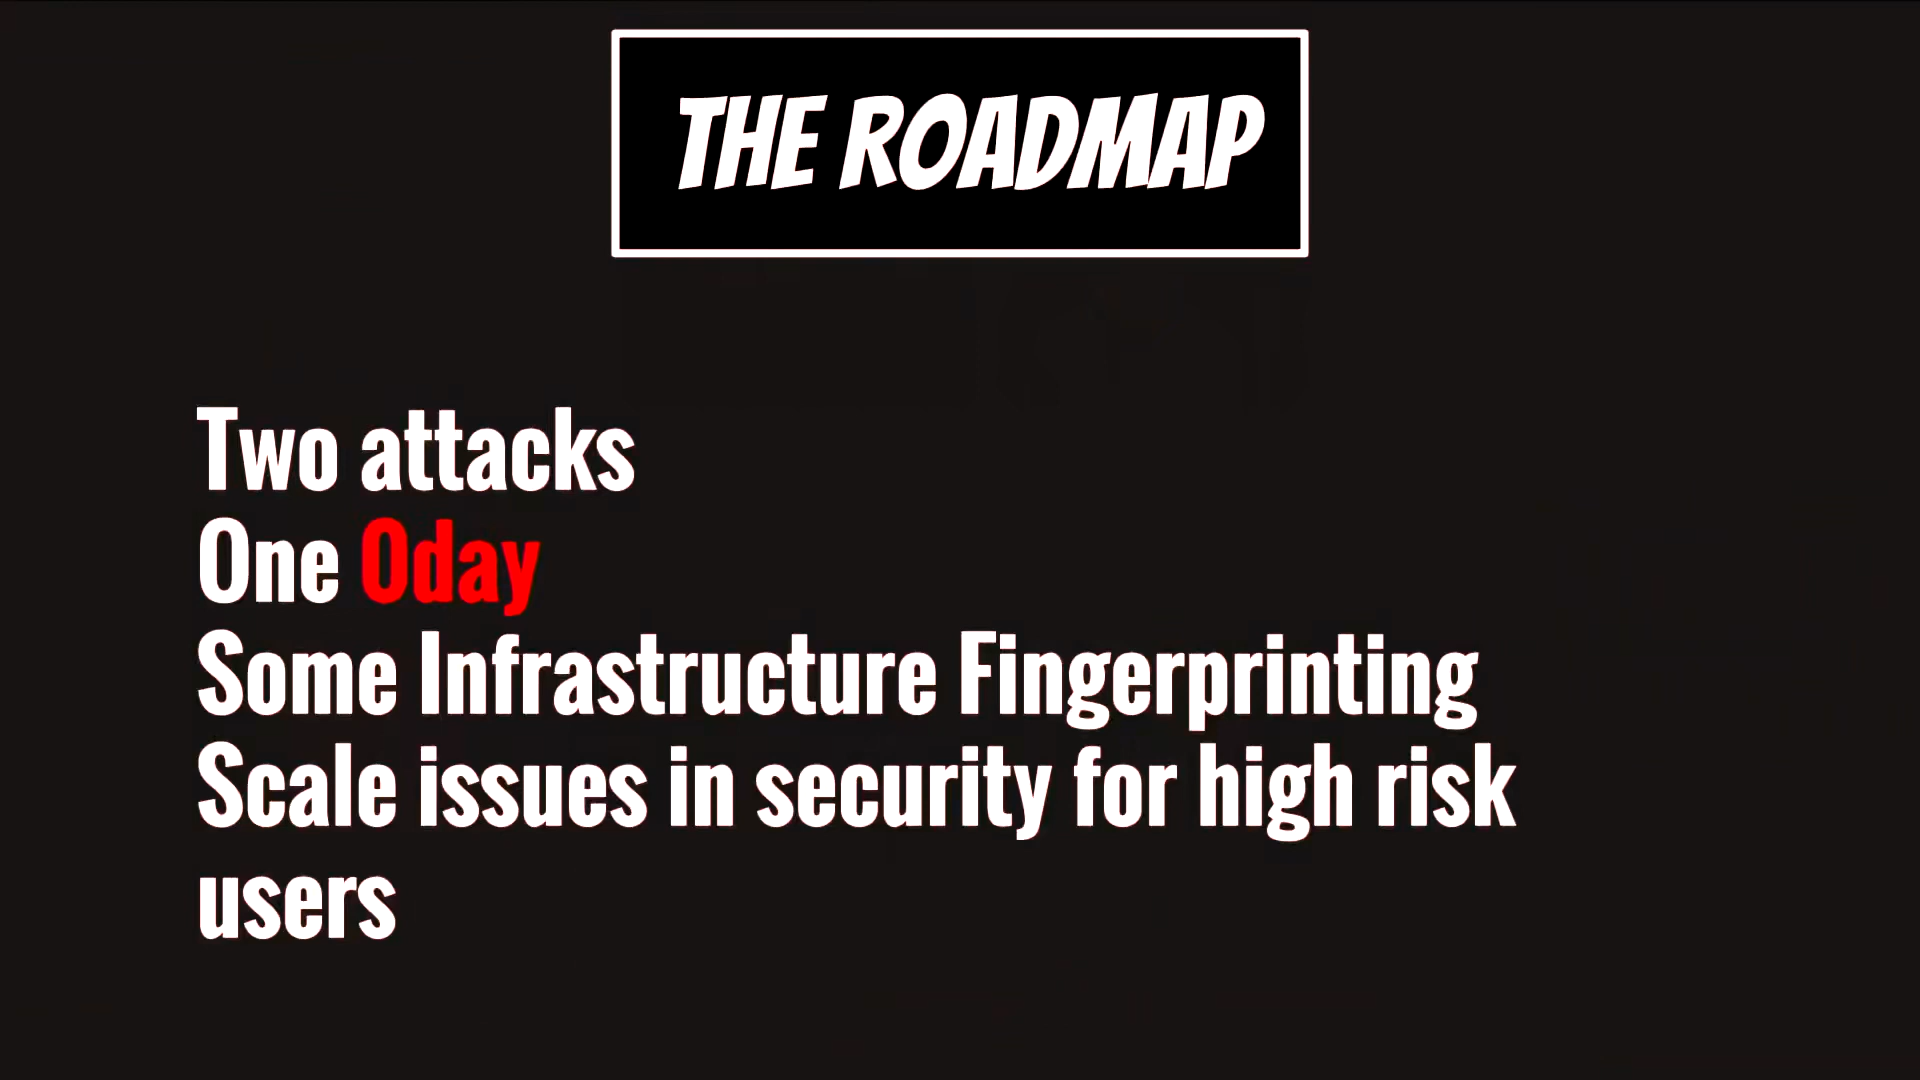 THE ROADMAP
Two attacks
One 0day
Some Infrastructure Fingerprinting
Scale issues in security for high risk
users